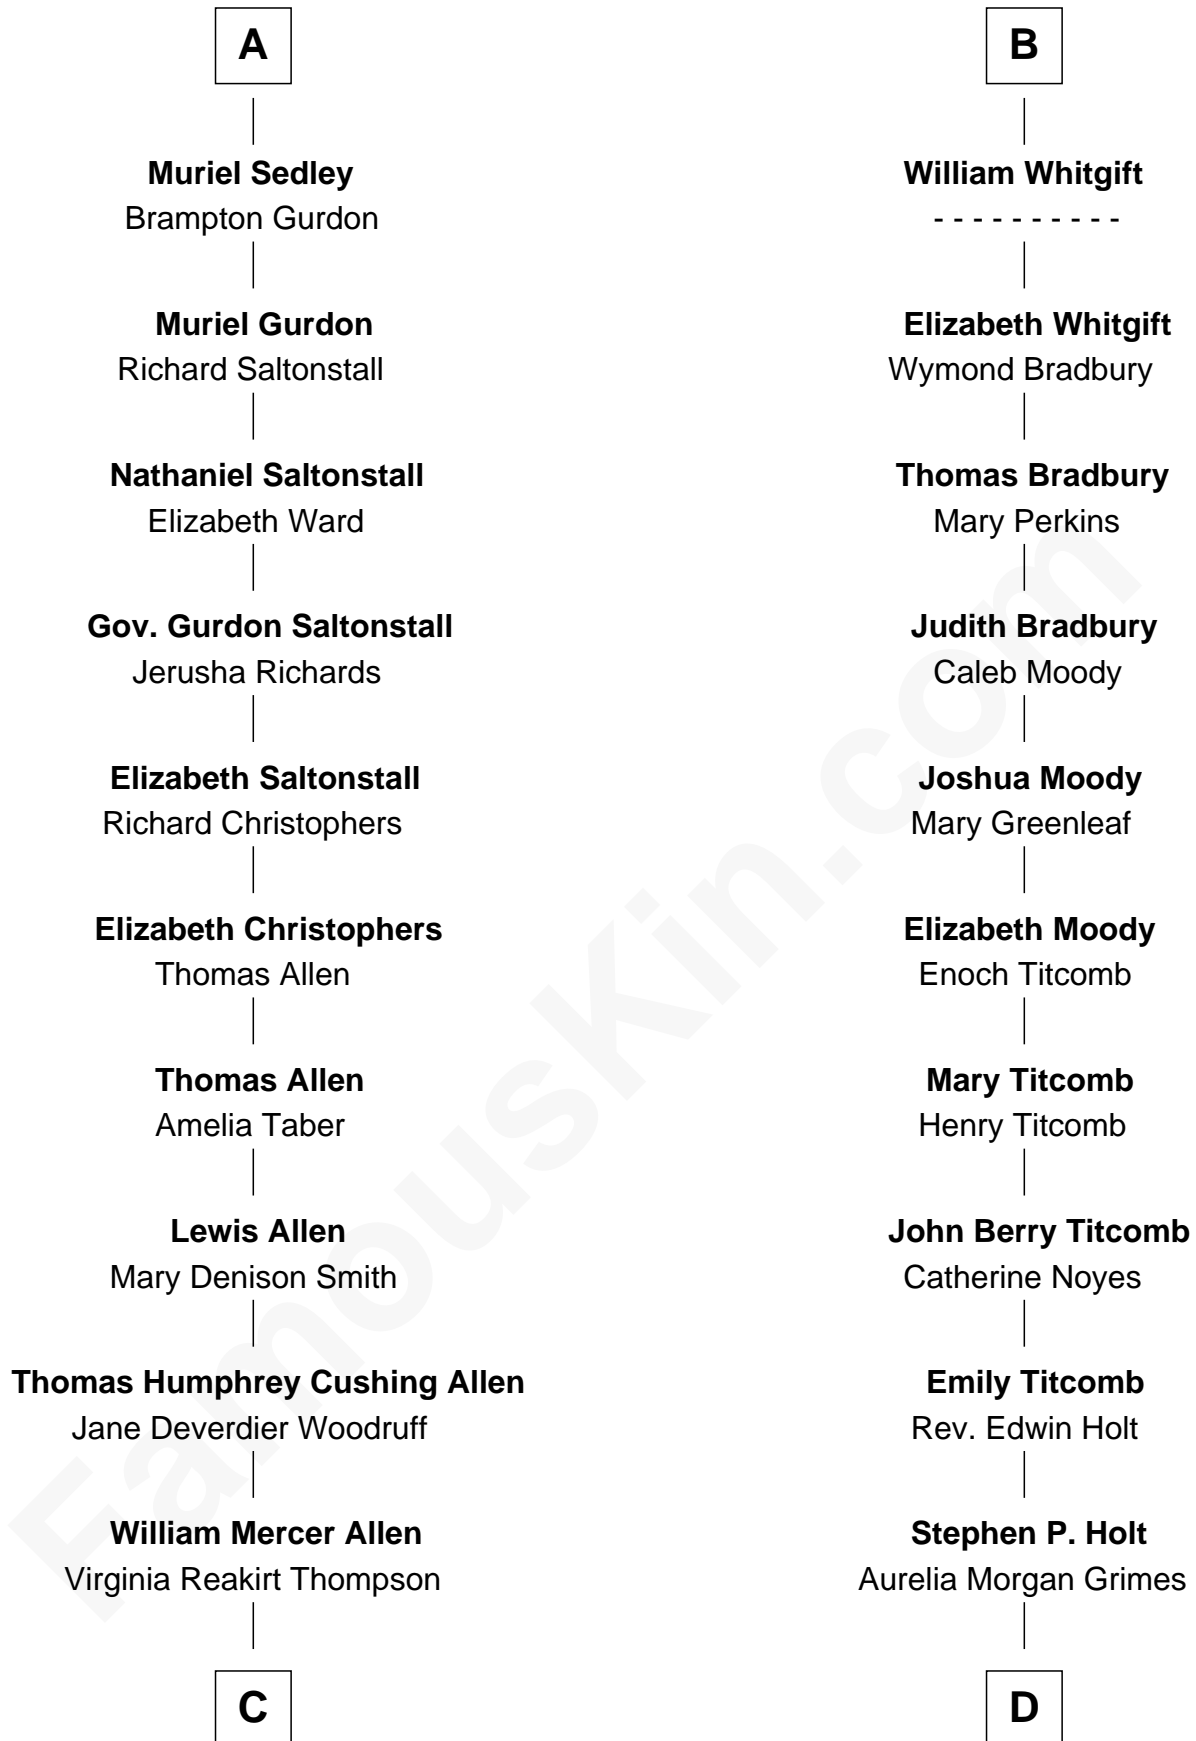 A
Muriel Sedley
Brampton Gurdon
Muriel Gurdon
Richard Saltonstall
Nathaniel Saltonstall
Elizabeth Ward
Gov. Gurdon Saltonstall
Jerusha Richards
Elizabeth Saltonstall
Richard Christophers
Elizabeth Christophers
Thomas Allen
Thomas Allen
Amelia Taber
Lewis Allen
Mary Denison Smith
Thomas Humphrey Cushing Allen
Jane Deverdier Woodruff
William Mercer Allen
Virginia Reakirt Thompson
C
B
William Whitgift
- - - - - - - - - -
Elizabeth Whitgift
Wymond Bradbury
Thomas Bradbury
Mary Perkins
Judith Bradbury
Caleb Moody
Joshua Moody
Mary Greenleaf
Elizabeth Moody
Enoch Titcomb
Mary Titcomb
Henry Titcomb
John Berry Titcomb
Catherine Noyes
Emily Titcomb
Rev. Edwin Holt
Stephen P. Holt
Aurelia Morgan Grimes
D
FamousKin.com